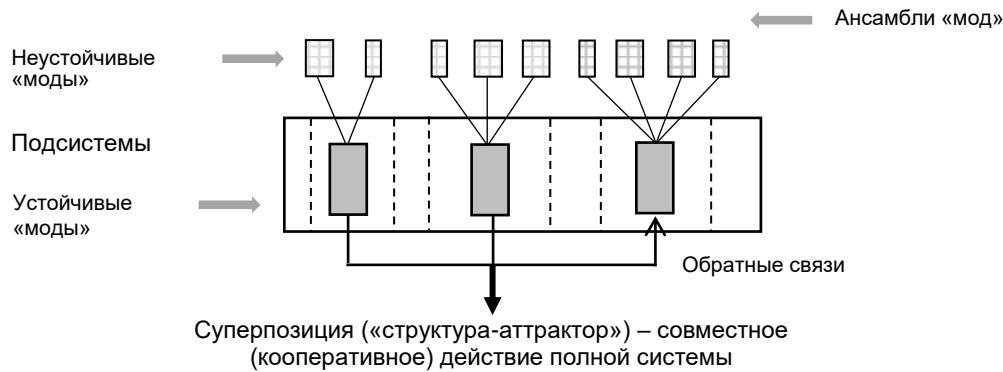 Ансамбли «мод»
Неустойчивые
«моды»
Подсистемы
Устойчивые
«моды»
Обратные связи
Суперпозиция («структура-аттрактор») – совместное
(кооперативное) действие полной системы